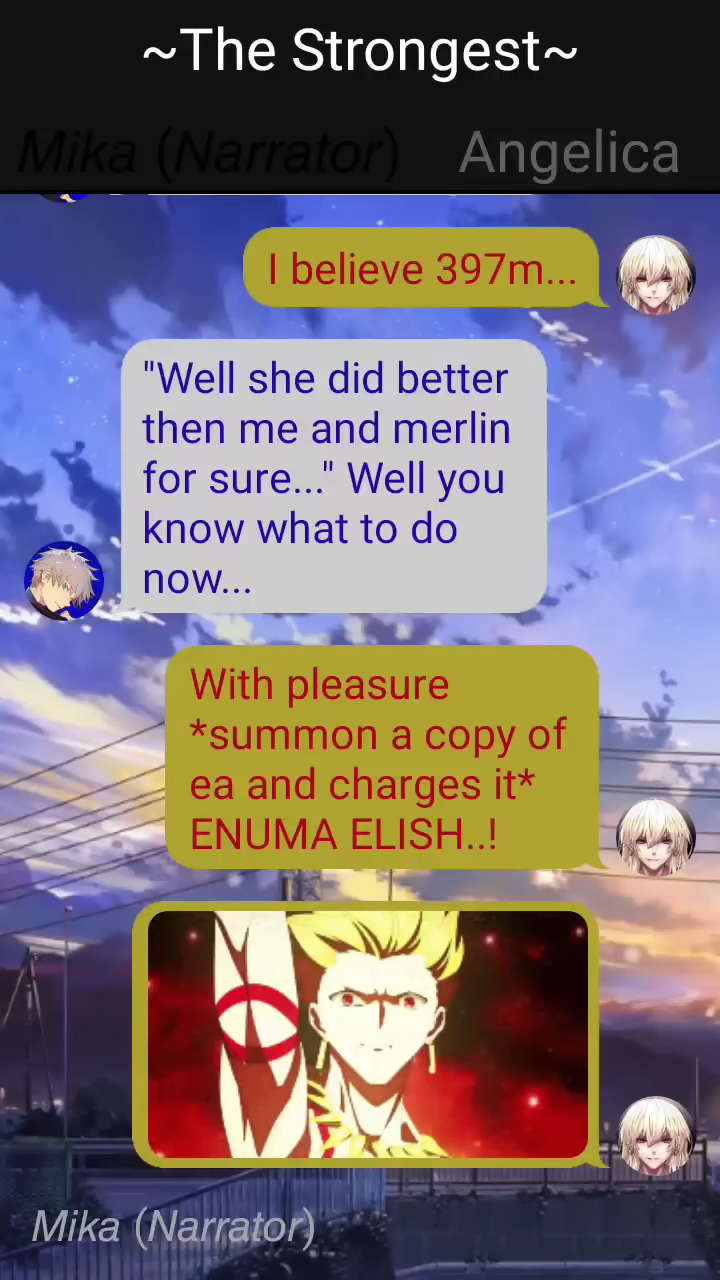 ~The Strongest~
Mika (Narrator) Angelica
I believe 397m...
"Well she did better
then me and merlin
for sure..." Well you
know what to do
now...
With pleasure
*summon a copy of
ea and charges it*
ENUMA ELISH..!
Mika (Narrator)